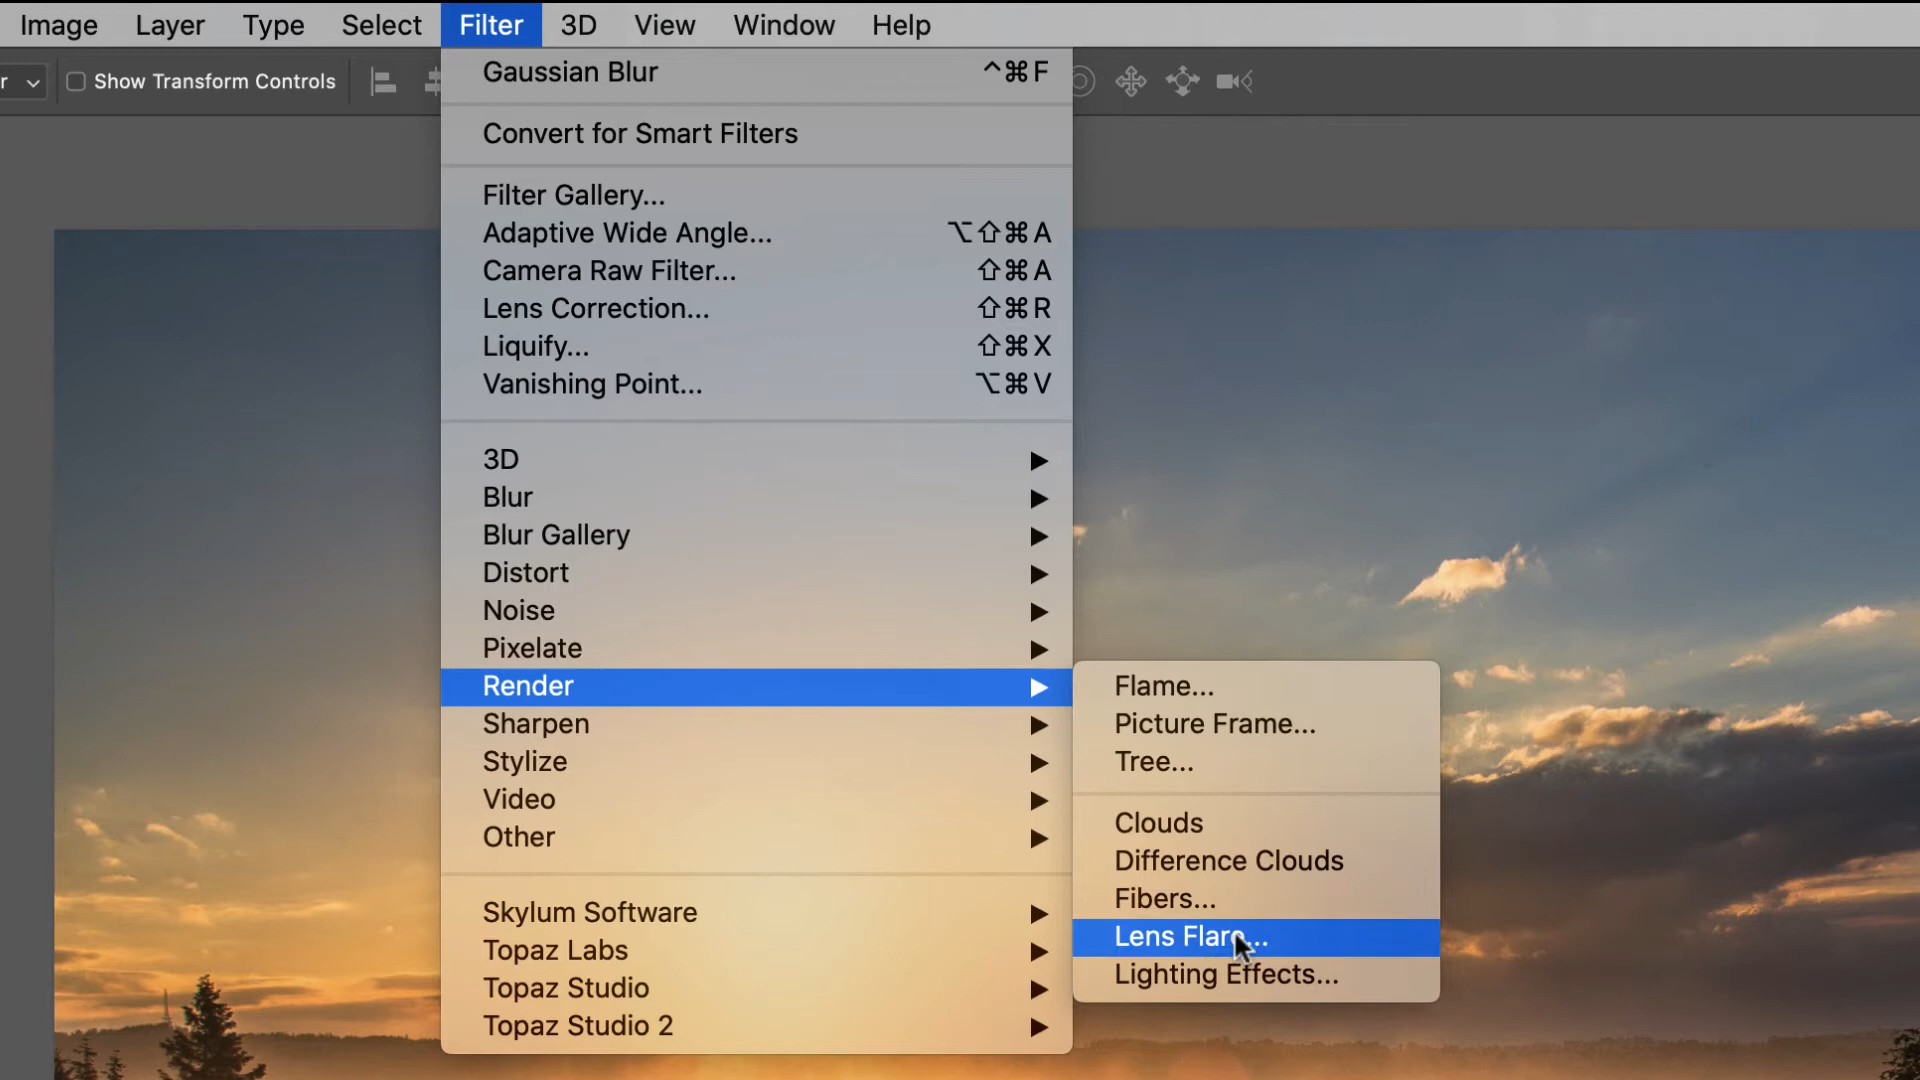 Image Layer Type Select Filter 3D View Window Help
r Show Transform Controls
Gaussian Blur ^⌘F
Convert for Smart Filters
Filter Gallery...
Adaptive Wide Angle... ⌥⇧⌘A
Camera Raw Filter... ⇧⌘A
Lens Correction... ⇧⌘R
Liquify... ⇧⌘X
Vanishing Point... ⌥⌘V
3D
Blur
Blur Gallery
Distort
Noise
Pixelate
Render
Sharpen
Stylize
Video
Other
Skylum Software
Topaz Labs
Topaz Studio
Topaz Studio 2
Flame...
Picture Frame...
Tree...
Clouds
Difference Clouds
Fibers...
Lens Flare...
Lighting Effects...